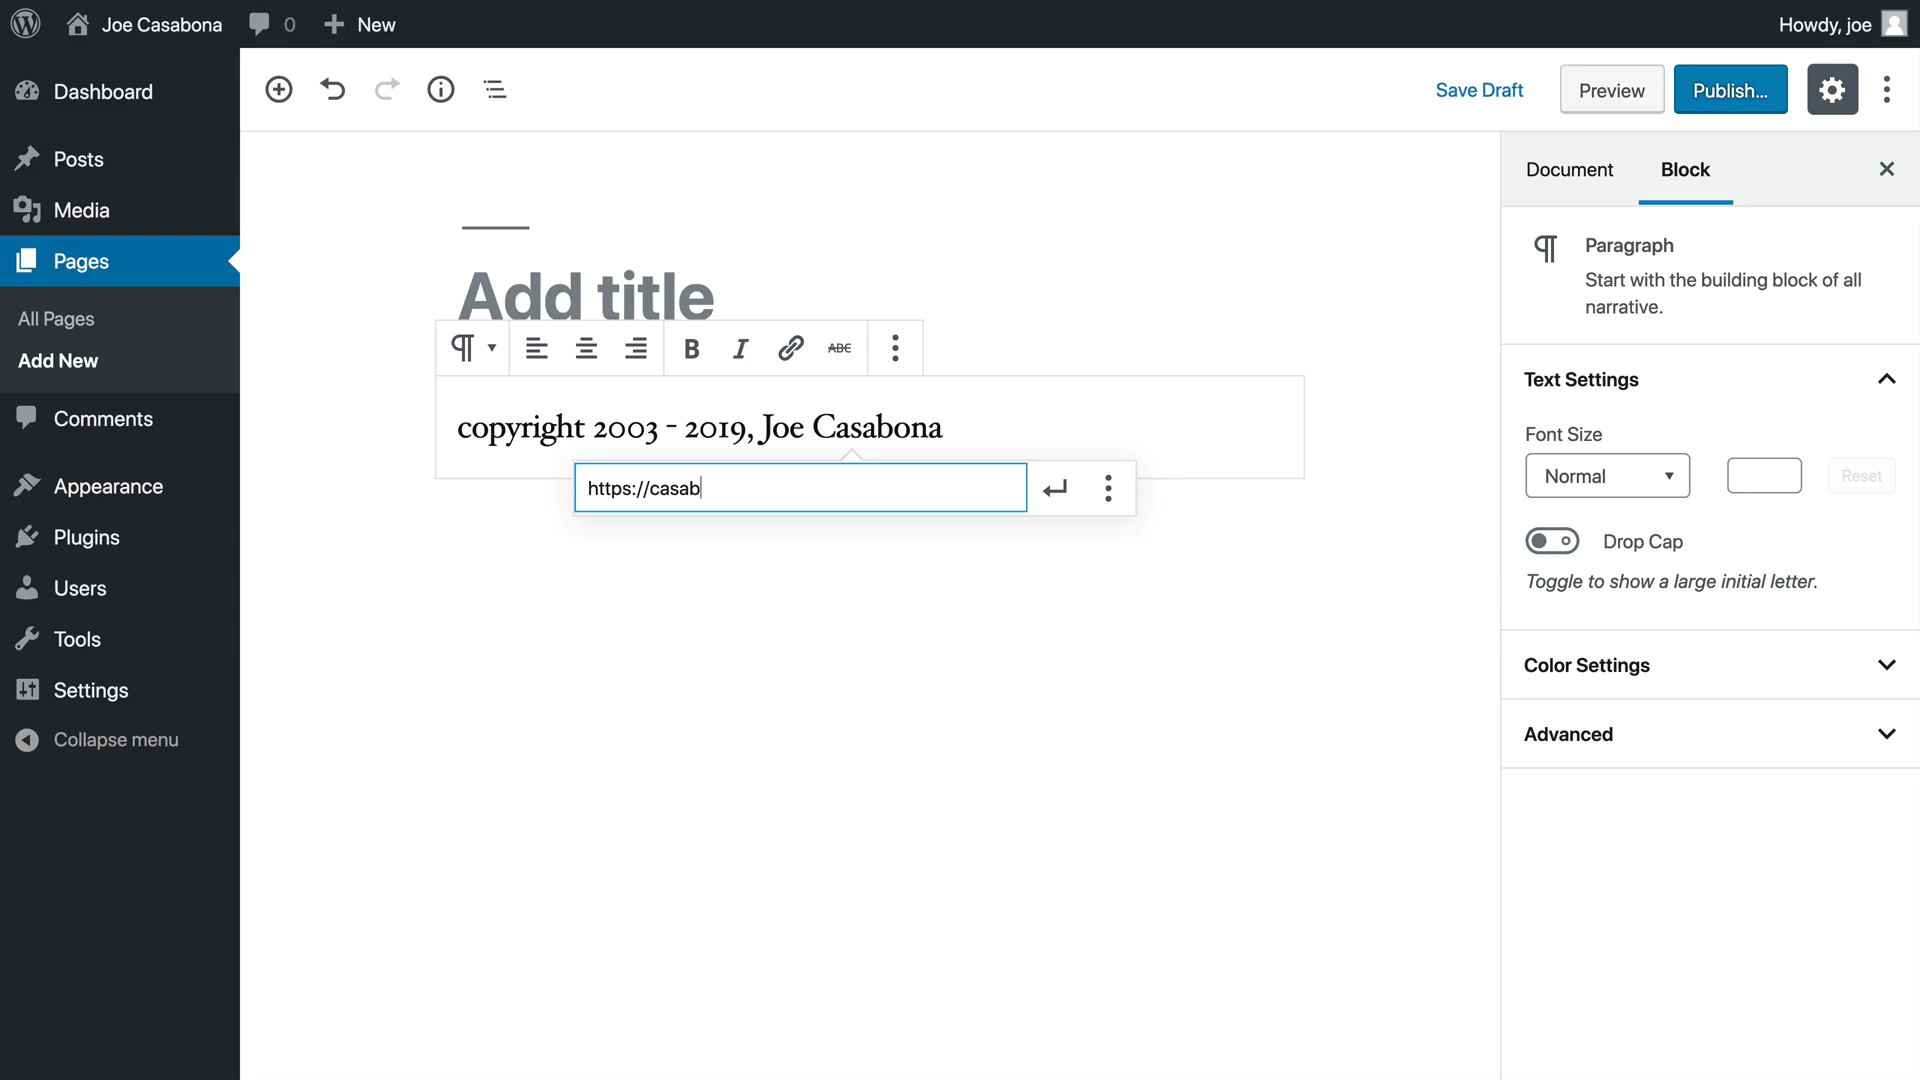 Joe Casabona
0
New
Howdy, joe
Dashboard
Posts
Media
Pages
All Pages
Add New
Comments
Appearance
Plugins
Users
Tools
Settings
Collapse menu
Save Draft
Preview
Publish...
Add title
B
I
ABC
copyright 2003 - 2019, Joe Casabona
https://casab
Document
Block
Paragraph
Start with the building block of all
narrative.
Text Settings
Font Size
Normal
Reset
Drop Cap
Toggle to show a large initial letter.
Color Settings
Advanced